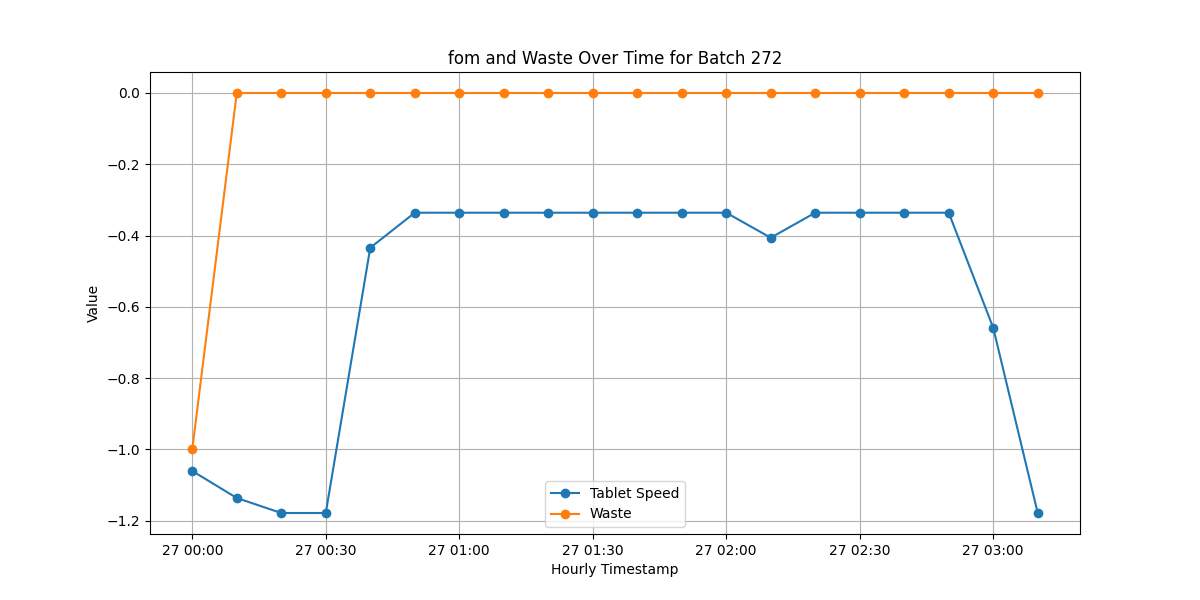 fom and Waste Over Time for Batch 272
Value
0.0
−0.2
−0.4
−0.6
−0.8
−1.0
−1.2
Tablet Speed
Waste
27 00:00 27 00:30 27 01:00 27 01:30 27 02:00 27 02:30 27 03:00
Hourly Timestamp